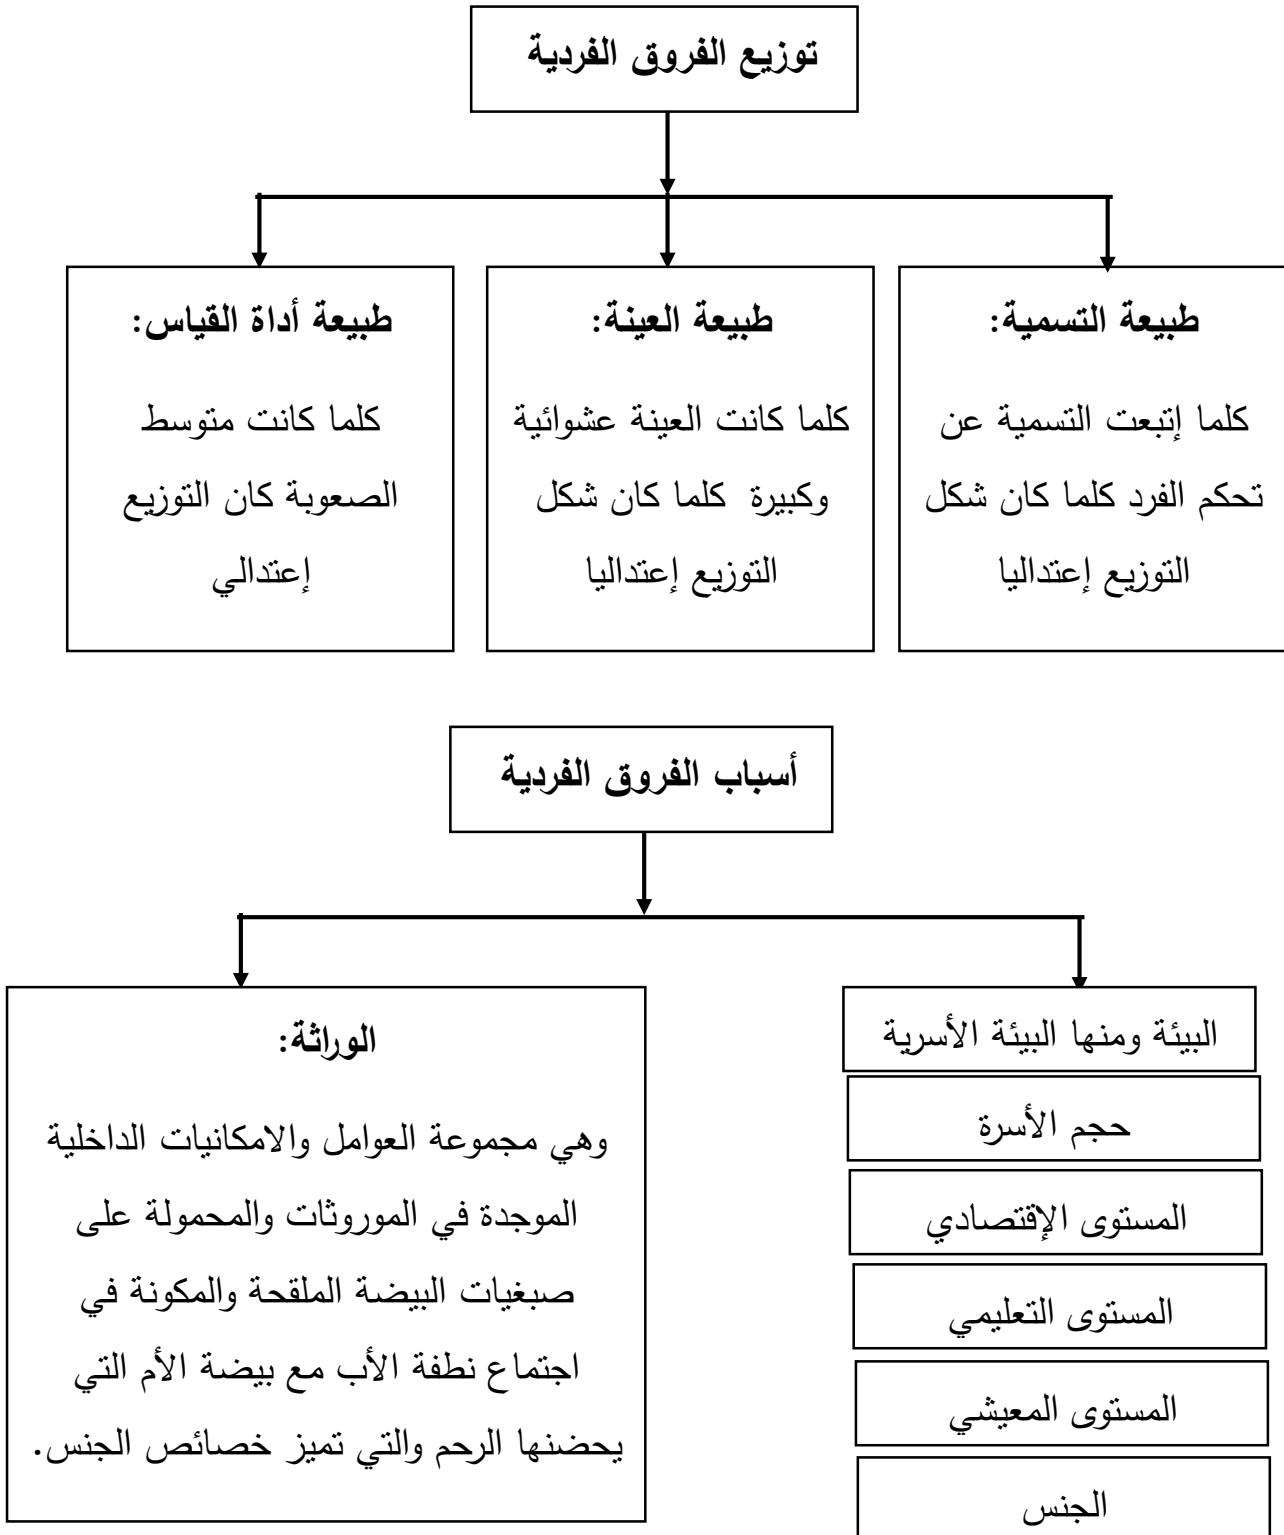 توزيع الفروق الفردية
طبيعة التسمية:
كلما إتبعت التسمية عن
تحكم الفرد كلما كان شكل
التوزيع إعتداليا
طبيعة العينة:
كلما كانت العينة عشوائية
وكبيرة كلما كان شكل
التوزيع إعتداليا
طبيعة أداة القياس:
كلما كانت متوسط
الصعوبة كان التوزيع
إعتدالي
أسباب الفروق الفردية
البيئة ومنها البيئة الأسرية
حجم الأسرة
المستوى الإقتصادي
المستوى التعليمي
المستوى المعيشي
الجنس
الوراثة:
وهي مجموعة العوامل والامكانيات الداخلية
الموجدة في الموروثات والمحمولة على
صبغيات البيضة الملقحة والمكونة في
اجتماع نطفة الأب مع بيضة الأم التي
يحضنها الرحم والتي تميز خصائص الجنس.